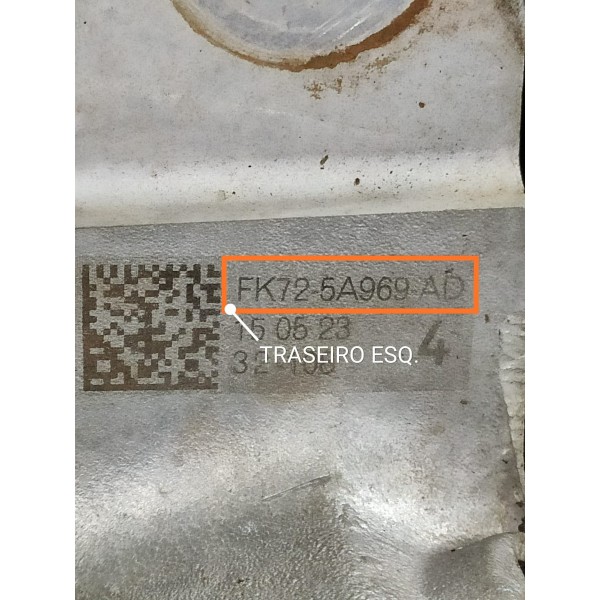 FK72 5A969 AD
15 05 23
4
TRASEIRO ESQ.